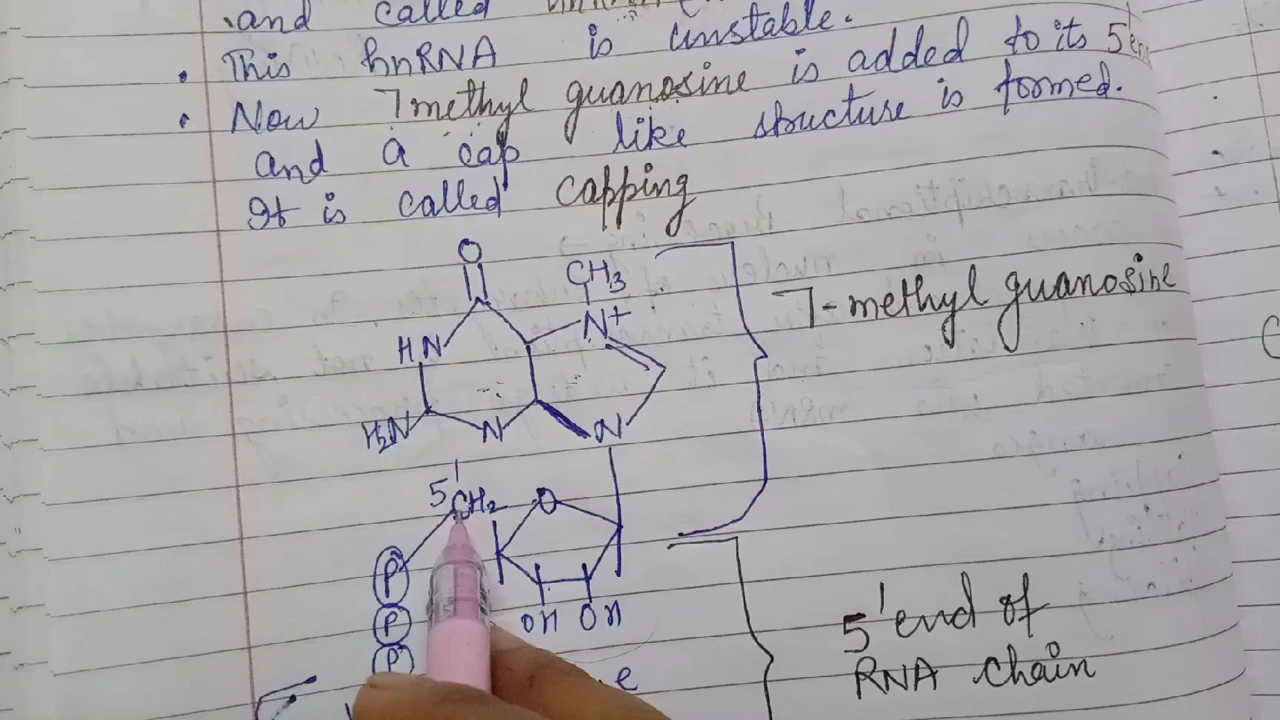 and called
• This hnRNA is unstable.
• Now 7methyl guanosine is added to its 5'
and a cap like structure is formed.
It is called capping
O
CH3
N+
7-methyl guanosine
HN
H2N N N
5' CH2 O
P
OH OH
P
5' end of
P
RNA chain
e